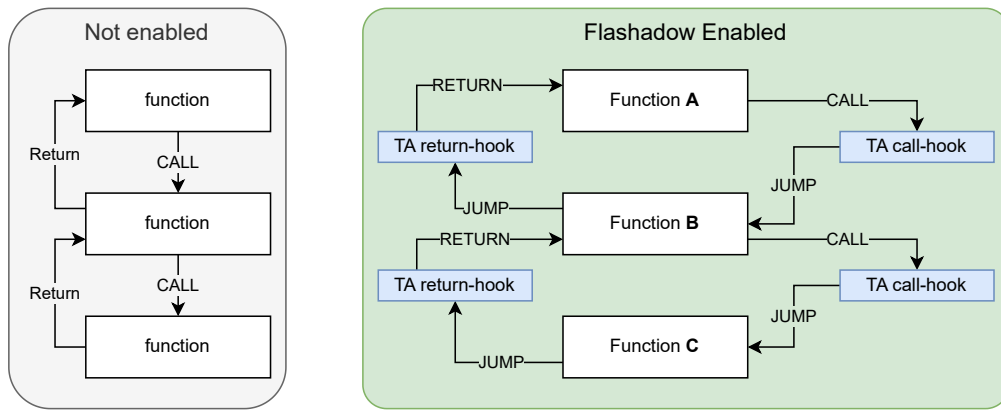 Not enabled
function
Return
CALL
function
Return
CALL
function
Flashadow Enabled
RETURN
Function A
CALL
TA return-hook
TA call-hook
JUMP
JUMP
Function B
RETURN
CALL
TA return-hook
TA call-hook
JUMP
Function C
JUMP